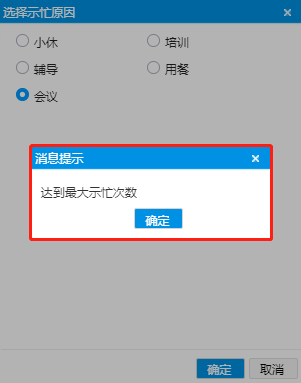 选择示忙原因
小休 培训
辅导 用餐
会议
消息提示
达到最大示忙次数
确定
确定 取消